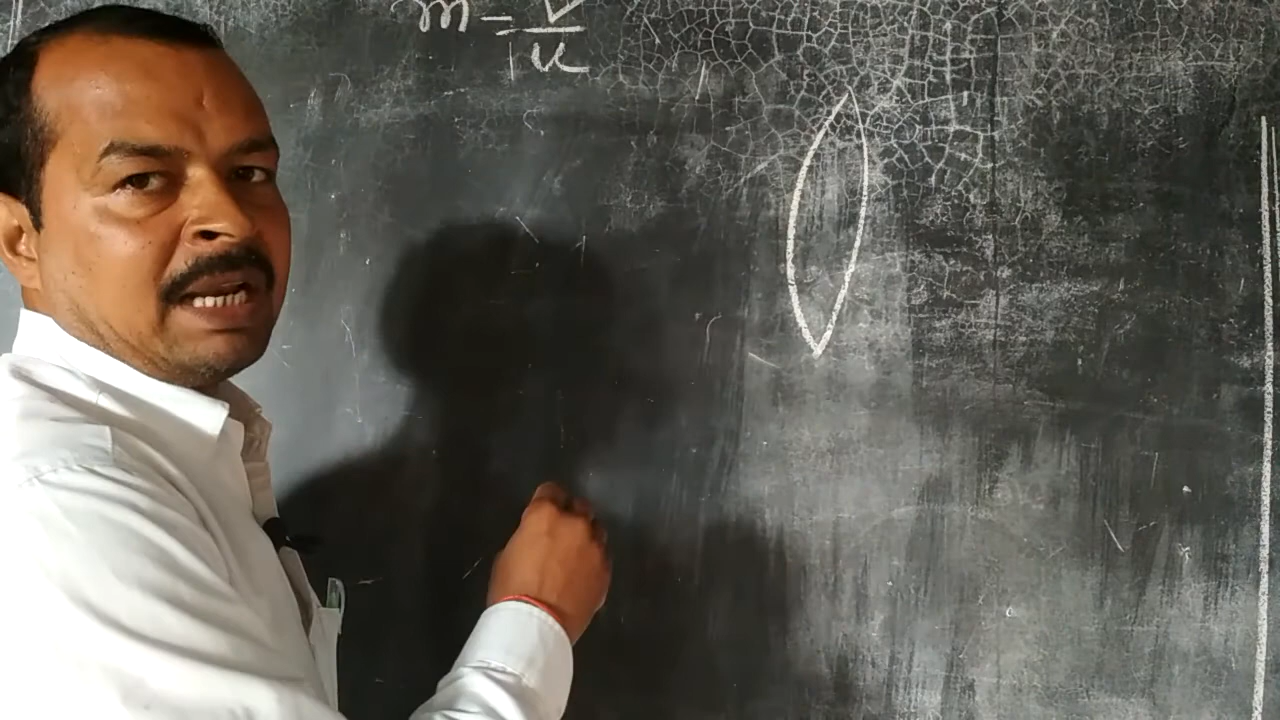 m = v/u